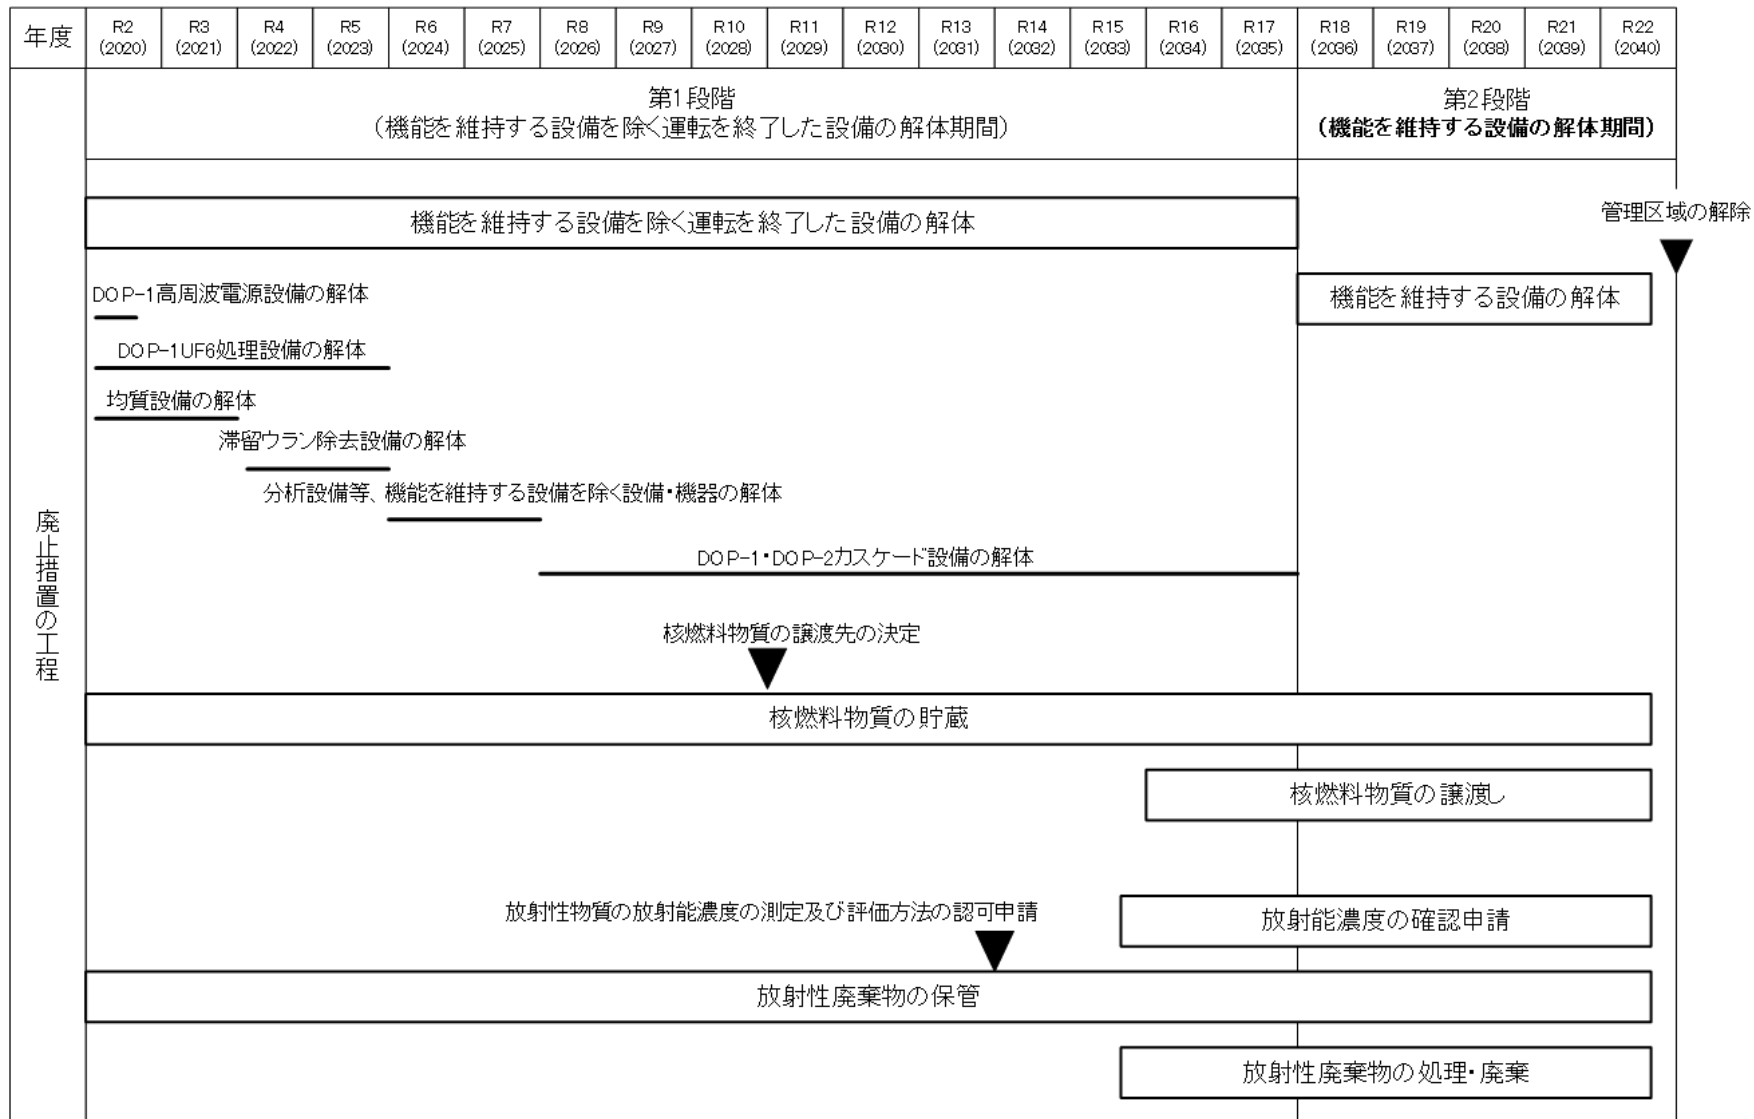 年度
R2
(2020)
R3
(2021)
R4
(2022)
R5
(2023)
R6
(2024)
R7
(2025)
R8
(2026)
R9
(2027)
R10
(2028)
R11
(2029)
R12
(2030)
R13
(2031)
R14
(2032)
R15
(2033)
R16
(2034)
R17
(2035)
R18
(2036)
R19
(2037)
R20
(2038)
R21
(2039)
R22
(2040)
廃止措置の工程
第1段階
(機能を維持する設備を除く運転を終了した設備の解体期間)
第2段階
(機能を維持する設備の解体期間)
機能を維持する設備を除く運転を終了した設備の解体
管理区域の解除
DOP-1高周波電源設備の解体
機能を維持する設備の解体
DOP-1UF6処理設備の解体
均質設備の解体
滞留ウラン除去設備の解体
分析設備等、機能を維持する設備を除く設備・機器の解体
DOP-1・DOP-2カスケード設備の解体
核燃料物質の譲渡先の決定
核燃料物質の貯蔵
核燃料物質の譲渡し
放射性物質の放射能濃度の測定及び評価方法の認可申請
放射能濃度の確認申請
放射性廃棄物の保管
放射性廃棄物の処理・廃棄